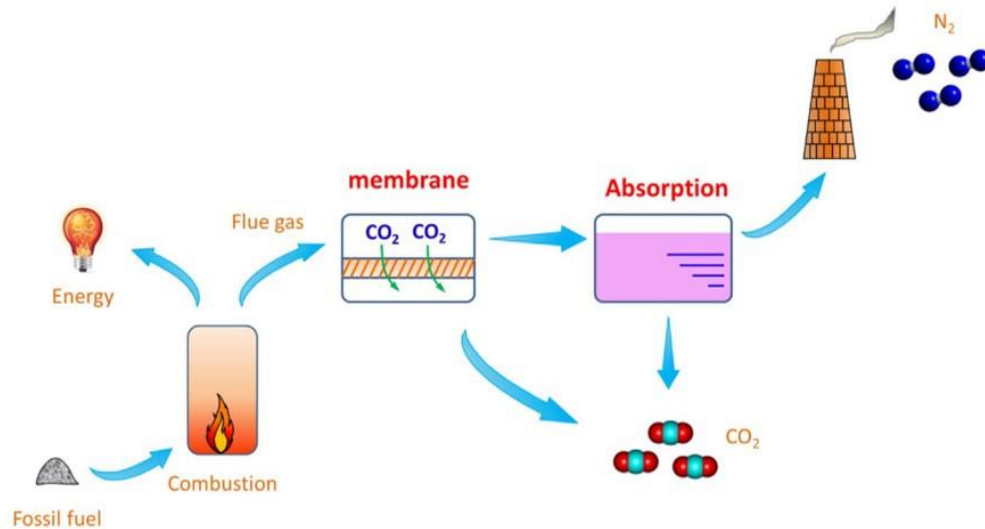 N₂
membrane
Absorption
Flue gas
CO₂ CO₂
Energy
CO₂
Combustion
Fossil fuel